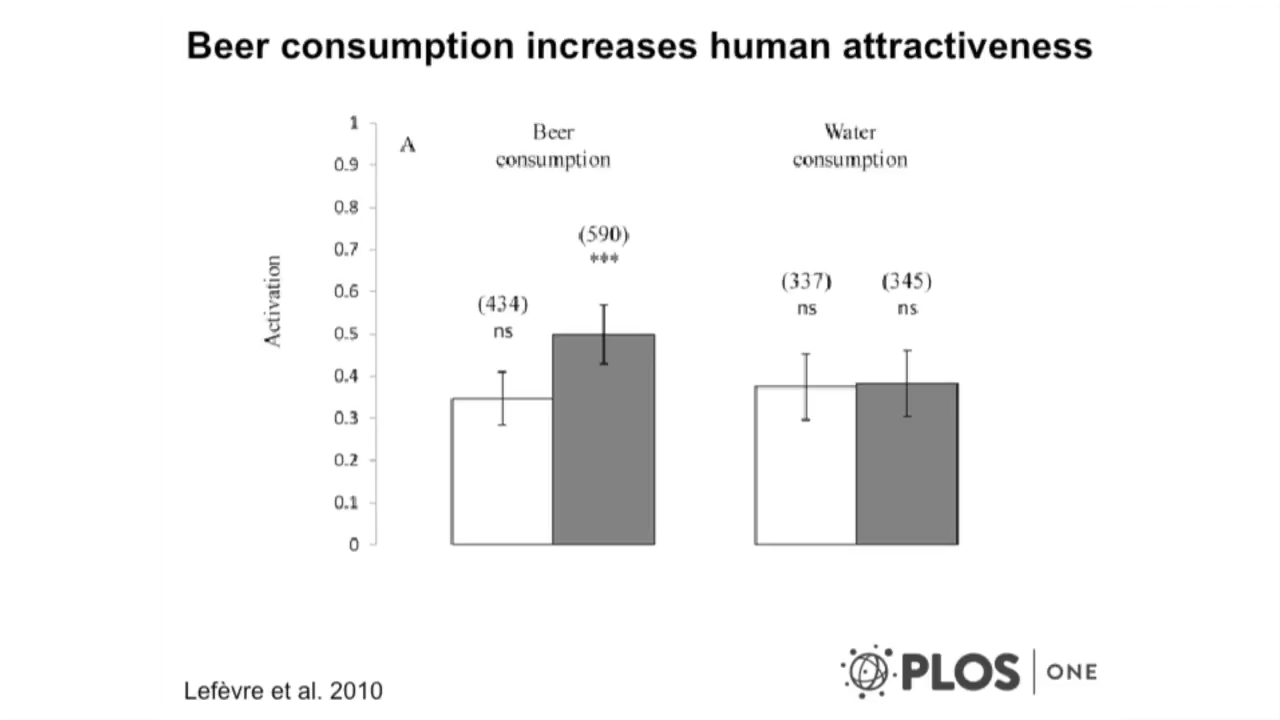 Beer consumption increases human attractiveness
1
0.9
0.8
0.7
0.6
0.5
0.4
0.3
0.2
0.1
0
Activation
A
Beer
consumption
Water
consumption
(434)
ns
(590)
***
(337)
ns
(345)
ns
Lefèvre et al. 2010
PLOS ONE